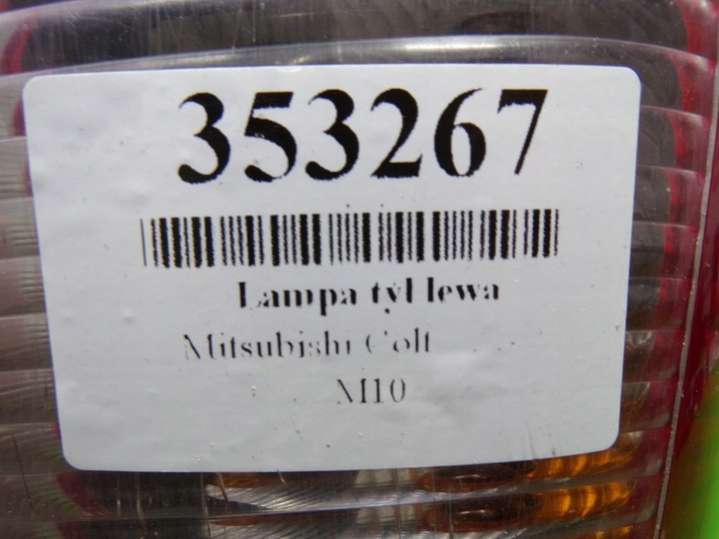 353267
Lampa tył lewa
Mitsubishi Colt
M10